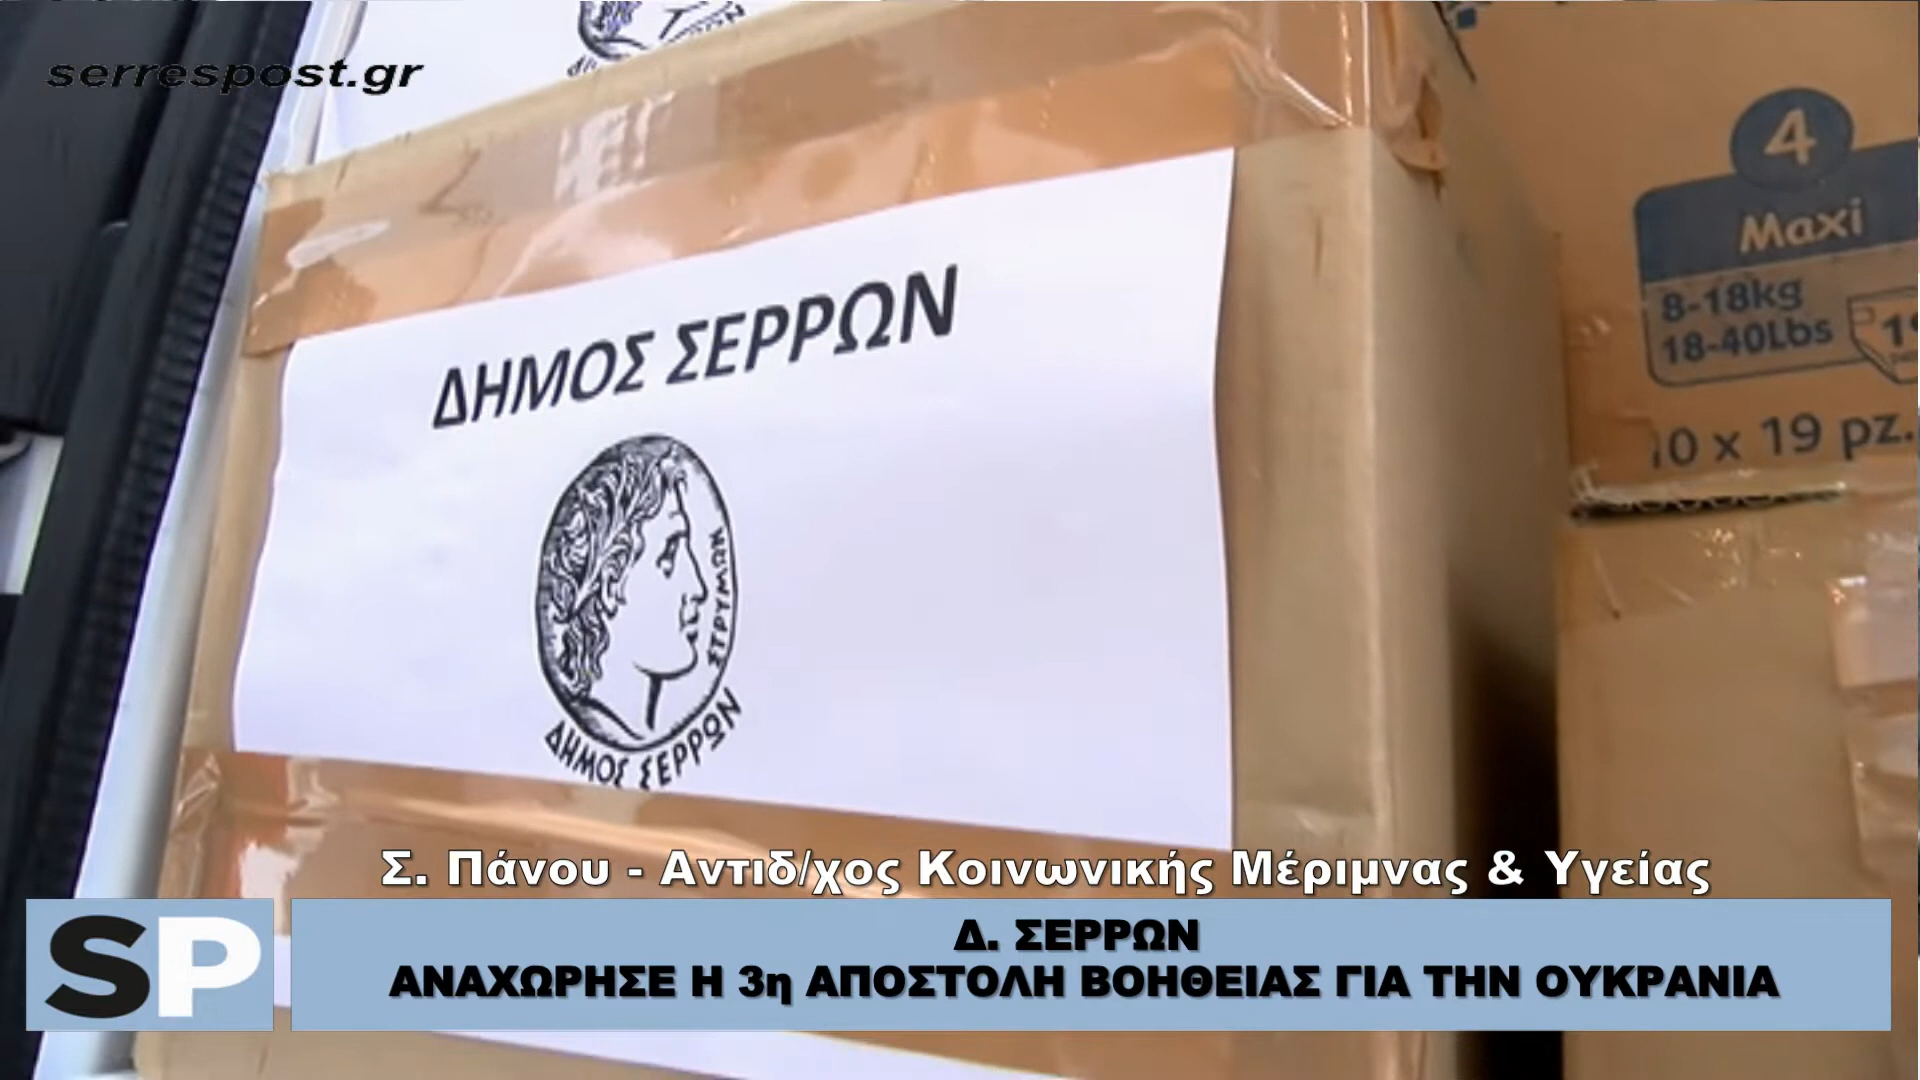 serrespost.gr
4
Maxi
8-18kg
18-40Lbs
10 x 19 pz.
ΔΗΜΟΣ ΣΕΡΡΩΝ
ΣΤΡΥΜΩΝ
ΔΗΜΟΣ ΣΕΡΡΩΝ
Σ. Πάνου - Αντιδ/χος Κοινωνικής Μέριμνας & Υγείας
SP
Δ. ΣΕΡΡΩΝ
ΑΝΑΧΩΡΗΣΕ Η 3η ΑΠΟΣΤΟΛΗ ΒΟΗΘΕΙΑΣ ΓΙΑ ΤΗΝ ΟΥΚΡΑΝΙΑ